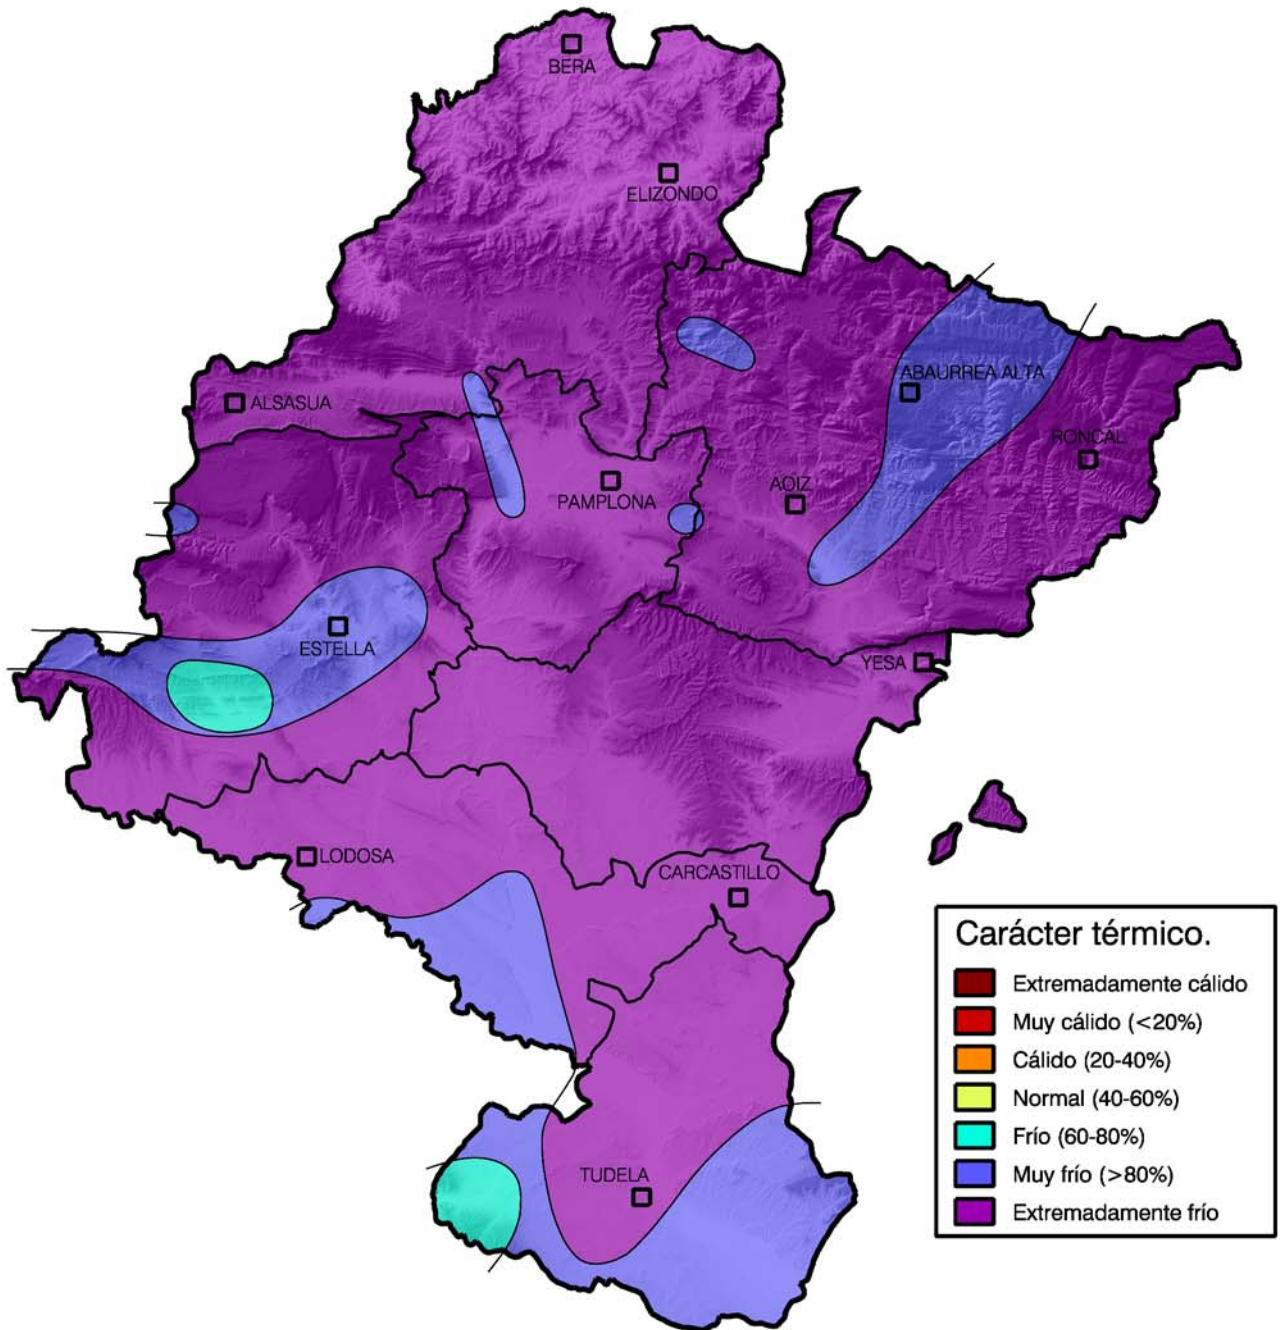 BERA
ELIZONDO
ABAURREA ALTA
ALSASUA
RONCAL
PAMPLONA
AOIZ
ESTELLA
YESA
LODOSA
CARCASTILLO
TUDELA
Carácter térmico.
Extremadamente cálido
Muy cálido (<20%)
Cálido (20-40%)
Normal (40-60%)
Frío (60-80%)
Muy frío (>80%)
Extremadamente frío